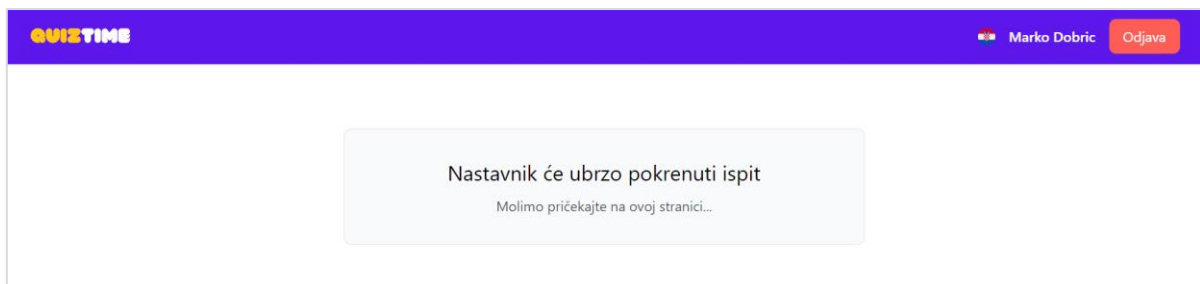 QUIZTIME
Marko Dobric
Odjava
Nastavnik će ubrzo pokrenuti ispit
Molimo pričekajte na ovoj stranici...